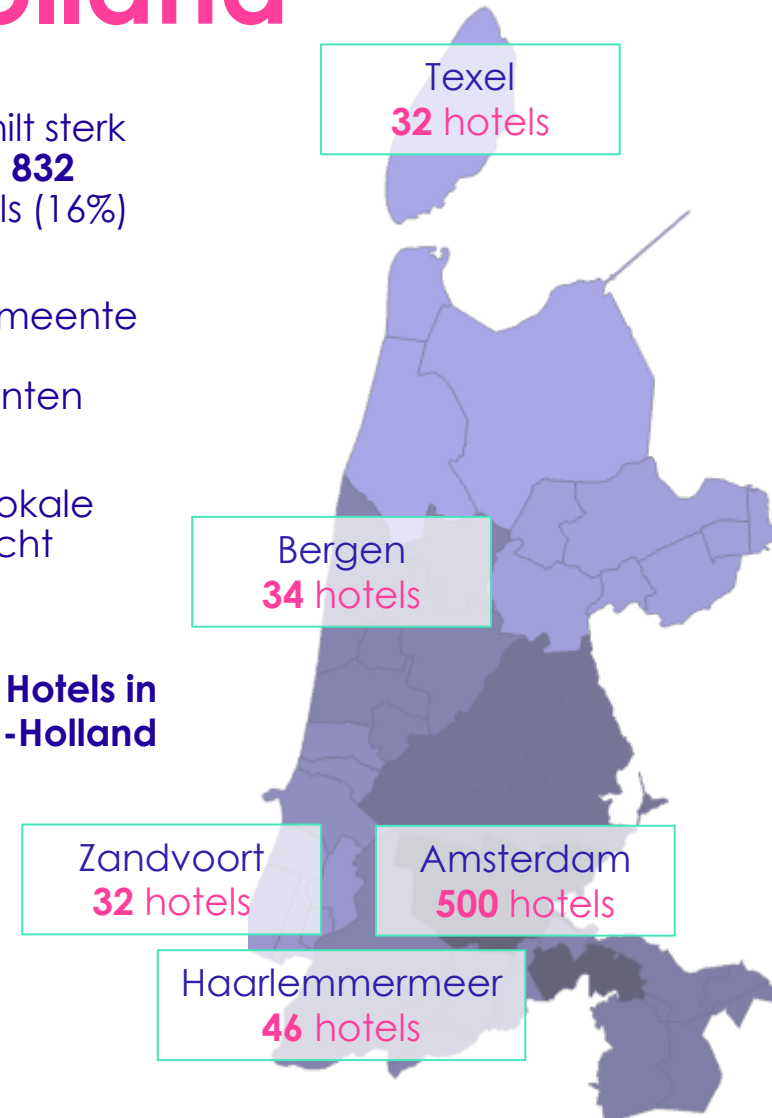 olland
Texel
32 hotels
hilt sterk
832
ls (16%)
meente
nten
okale
cht
Bergen
34 hotels
Hotels in
-Holland
Zandvoort
32 hotels
Amsterdam
500 hotels
Haarlemmermeer
46 hotels